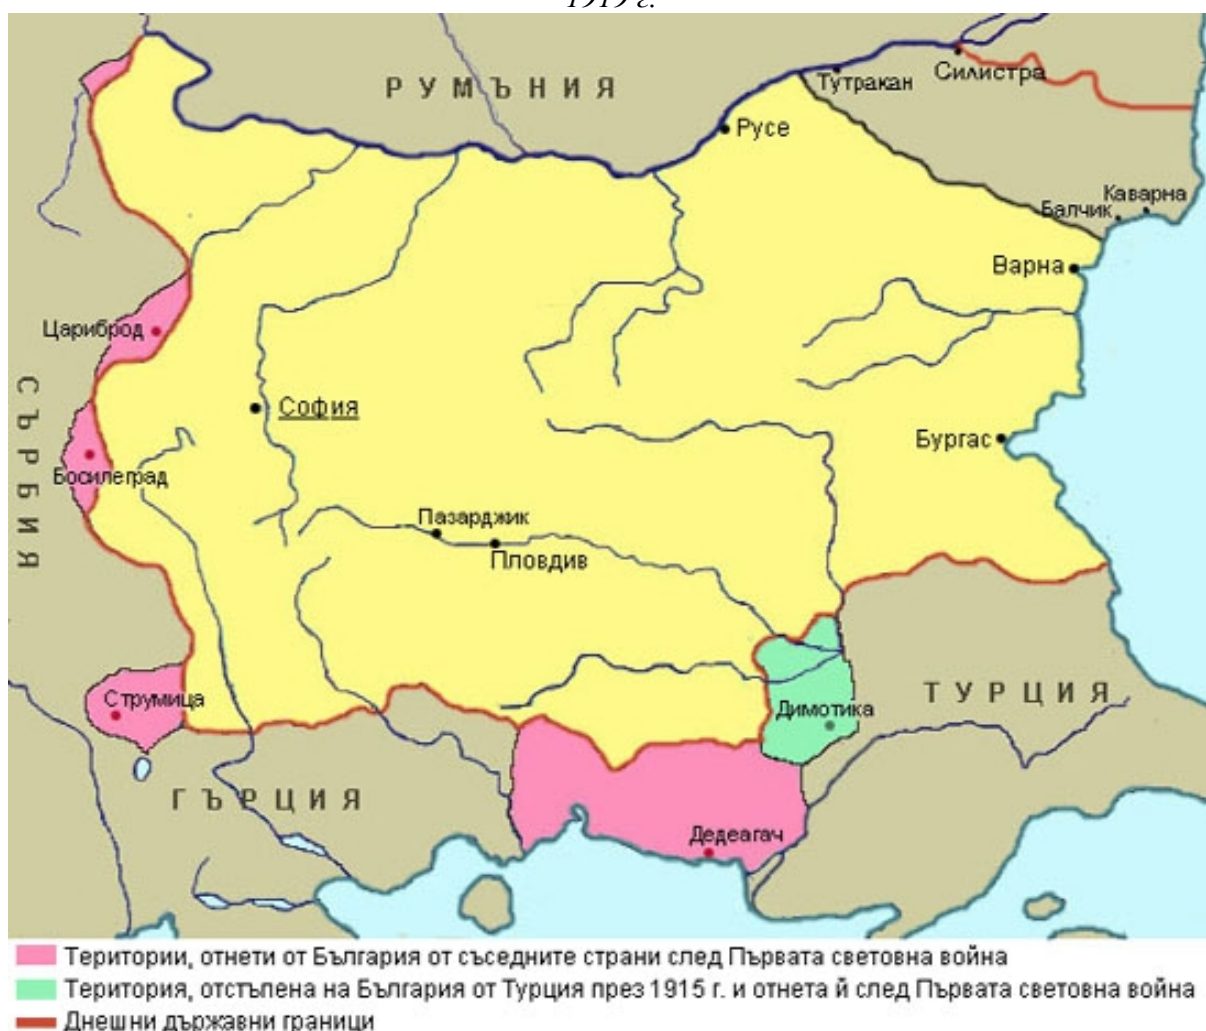 1919 г.
РУМЪНИЯ
Тутракан
Силистра
Русе
Каварна
Балчик
Варна
Цариброд
СЪРБИЯ
София
Бургас
Босилеград
Пазарджик
Пловдив
Струмица
ТУРЦИЯ
Димотика
ГЪРЦИЯ
Дедеагач
Територии, отнети от България от съседните страни след Първата световна война
Територия, отстъпена на България от Турция през 1915 г. и отнета й след Първата световна война
Днешни държавни граници